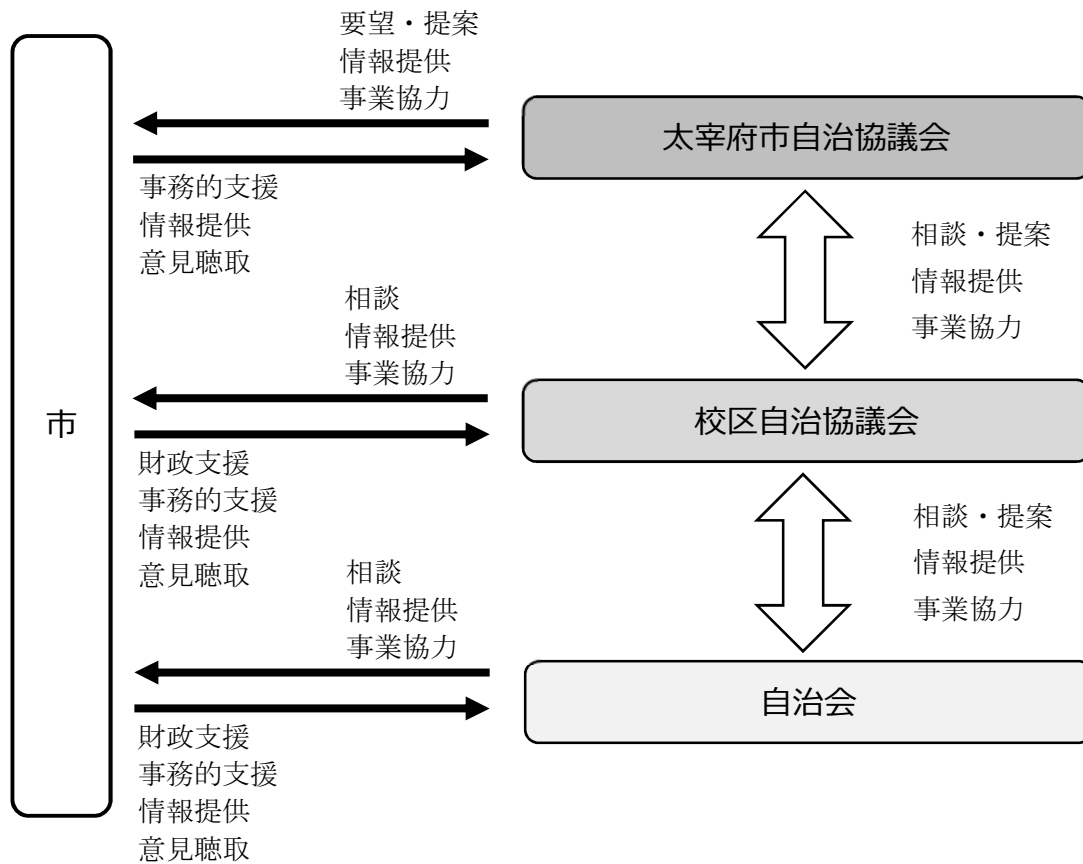 要望・提案
情報提供
事業協力
太宰府市自治協議会
事務的支援
情報提供
意見聴取
相談・提案
情報提供
事業協力
相談
情報提供
事業協力
市
校区自治協議会
財政支援
事務的支援
情報提供
意見聴取
相談・提案
情報提供
事業協力
相談
情報提供
事業協力
自治会
財政支援
事務的支援
情報提供
意見聴取